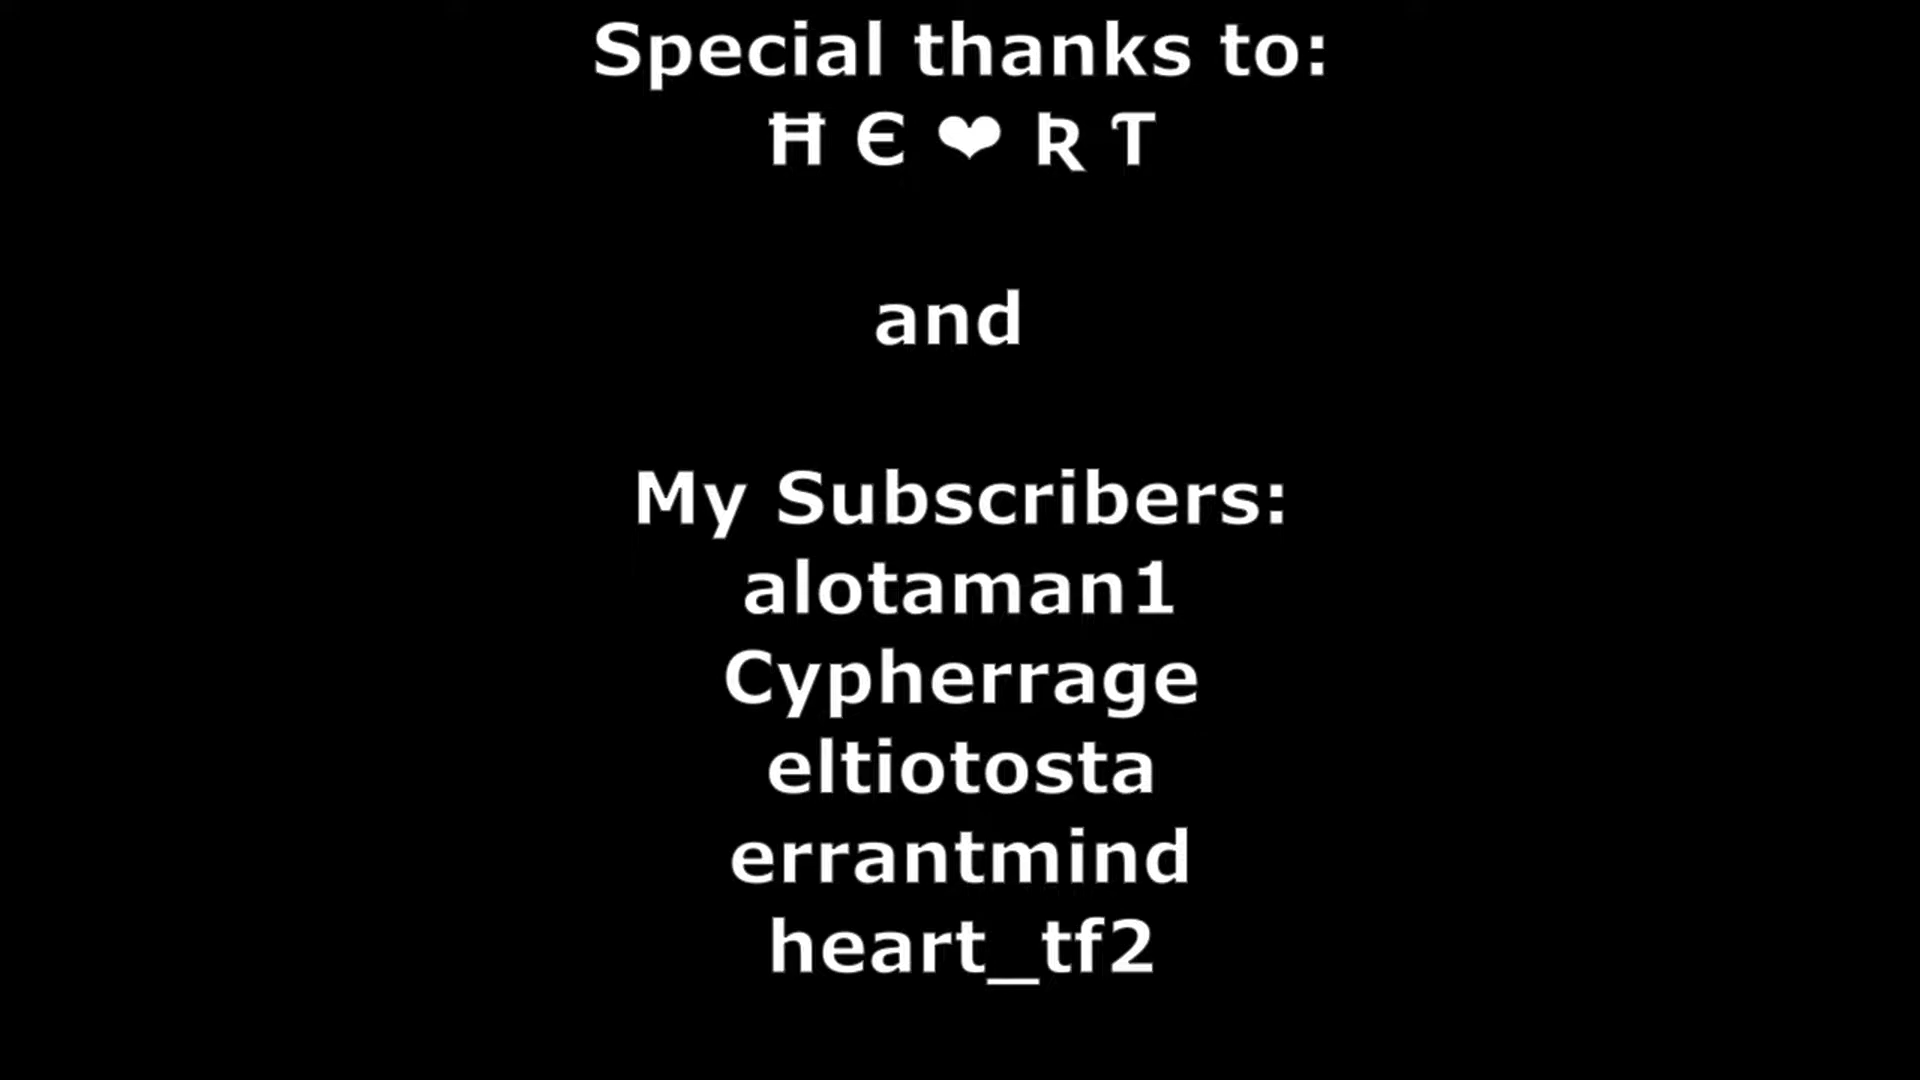 Special thanks to:
Ħ Є ❤ Ʀ Ƭ
and
My Subscribers:
alotaman1
Cypherrage
eltiotosta
errantmind
heart_tf2